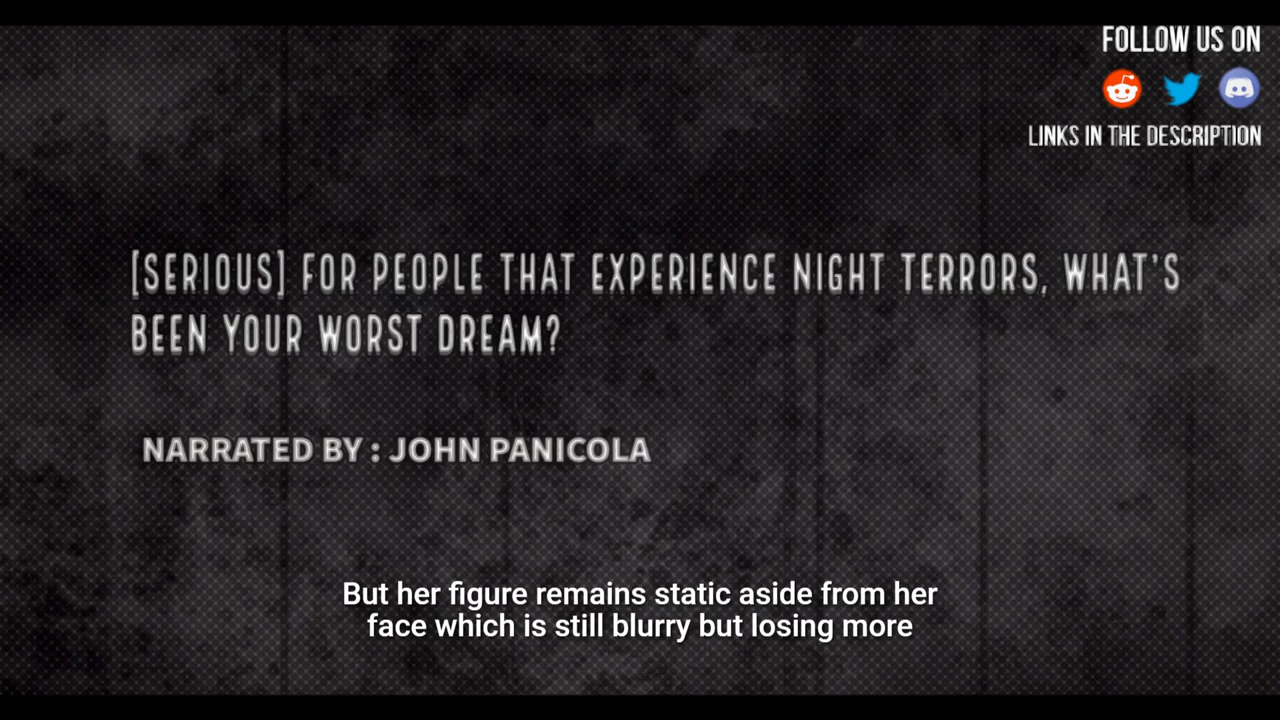 FOLLOW US ON
LINKS IN THE DESCRIPTION
[SERIOUS] FOR PEOPLE THAT EXPERIENCE NIGHT TERRORS, WHAT'S
BEEN YOUR WORST DREAM?
NARRATED BY : JOHN PANICOLA
But her figure remains static aside from her
face which is still blurry but losing more